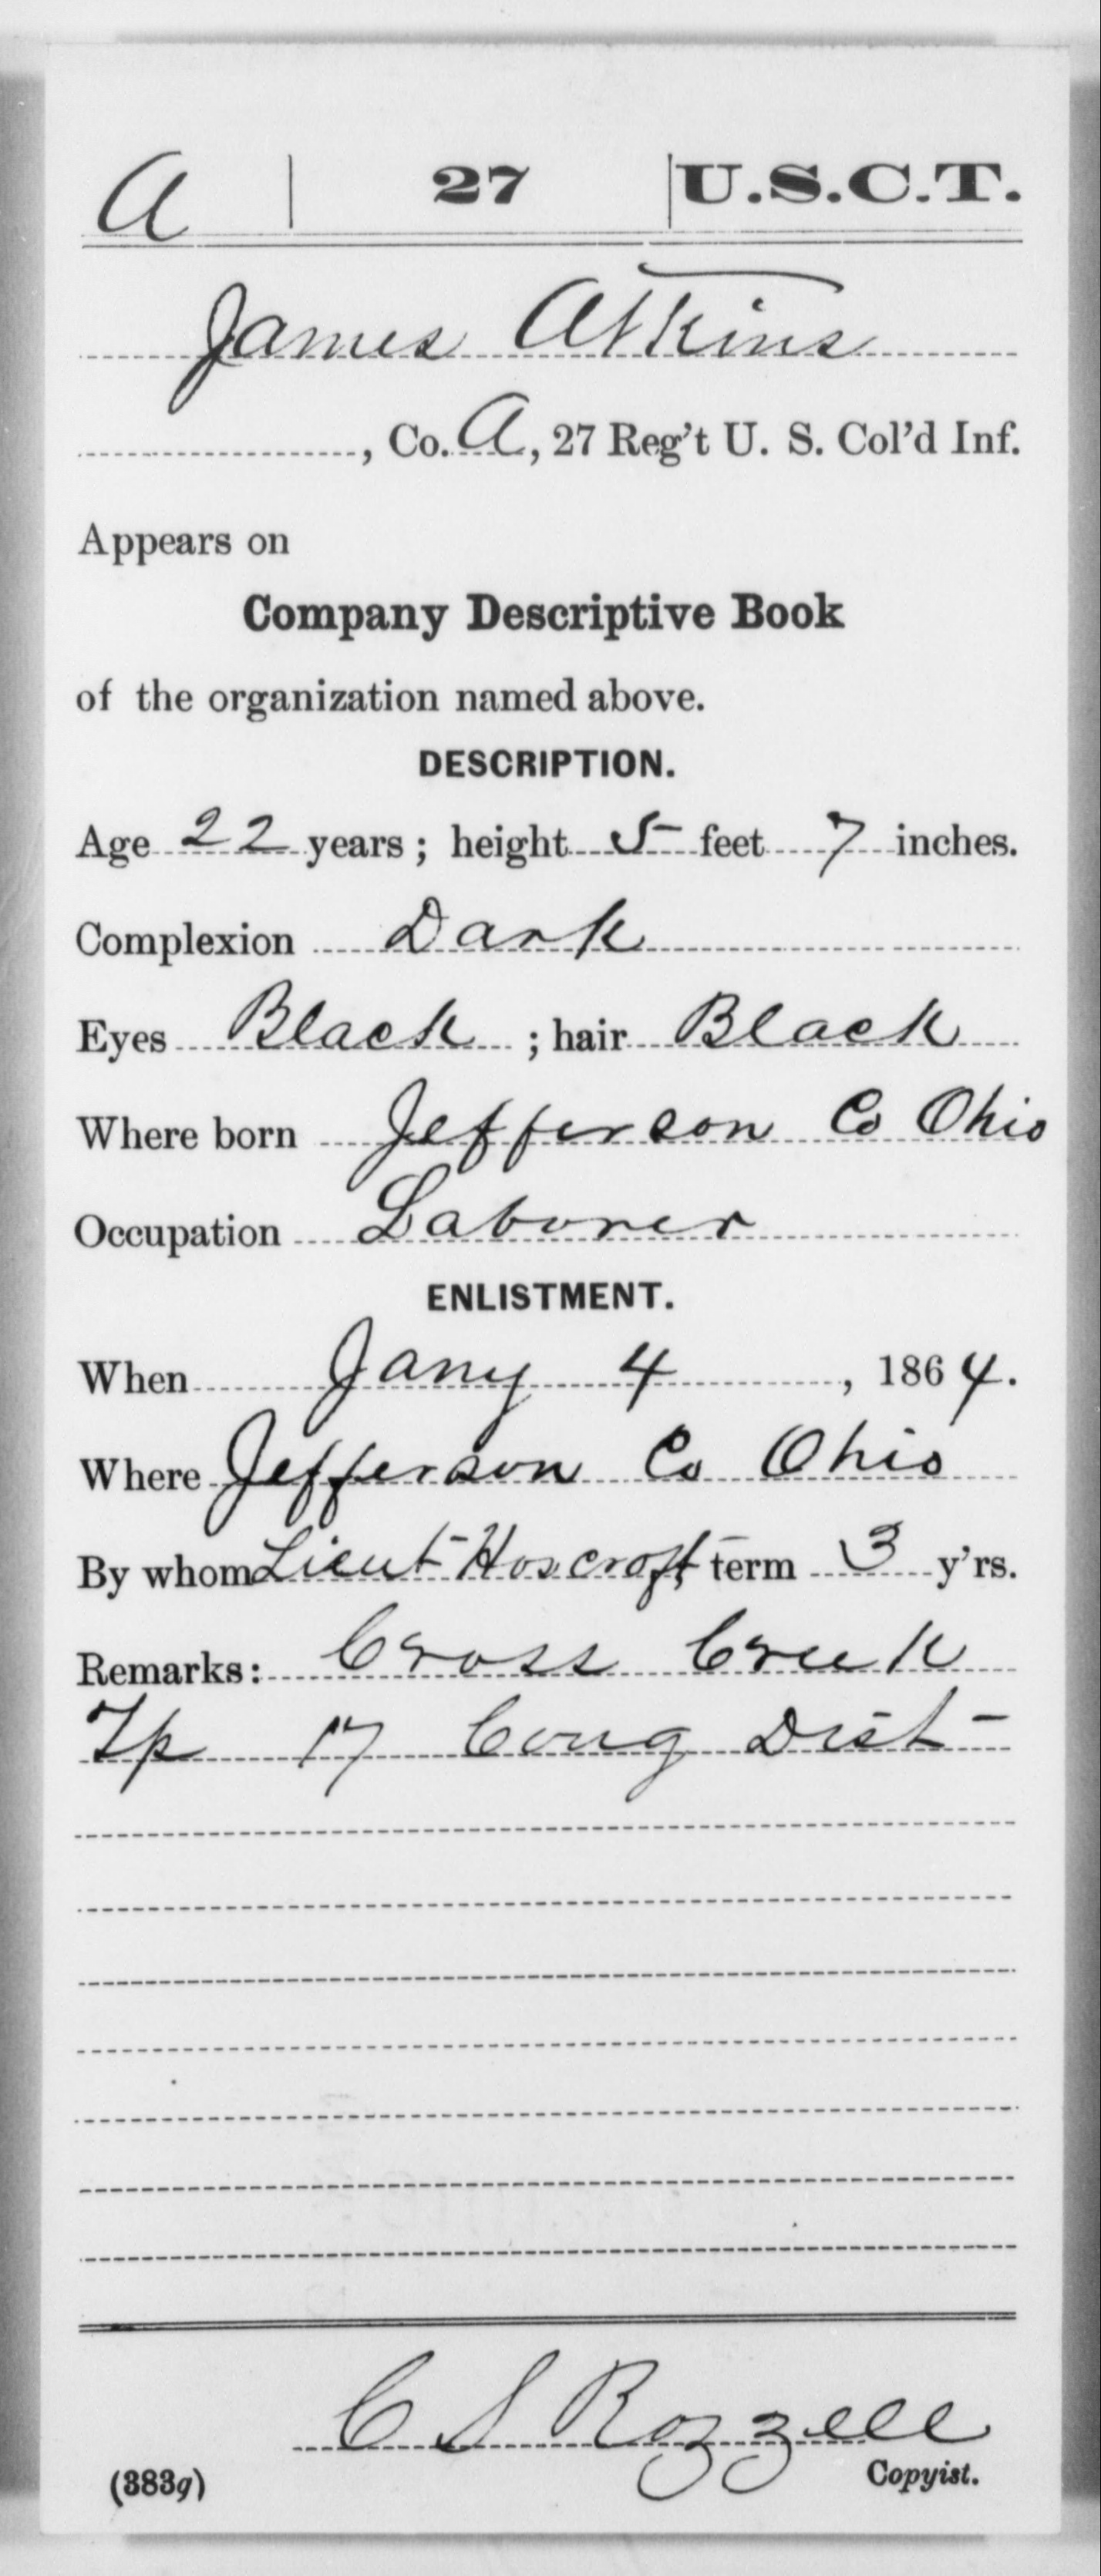 A | 27 | U.S.C.T.
James Atkins
, Co. A, 27 Reg't U. S. Col'd Inf.
Appears on
Company Descriptive Book
of the organization named above.
DESCRIPTION.
Age 22 years; height 5 feet 7 inches.
Complexion Dark
Eyes Black ; hair Black
Where born Jefferson Co Ohio
Occupation Laborer
ENLISTMENT.
When Jany 4, 1864.
Where Jefferson Co Ohio
By whom Lieut Hoscroft, term 3 y'rs.
Remarks: Cross Creek
Tp 17 Cong Dist
C S Rozzell
(383g) Copyist.